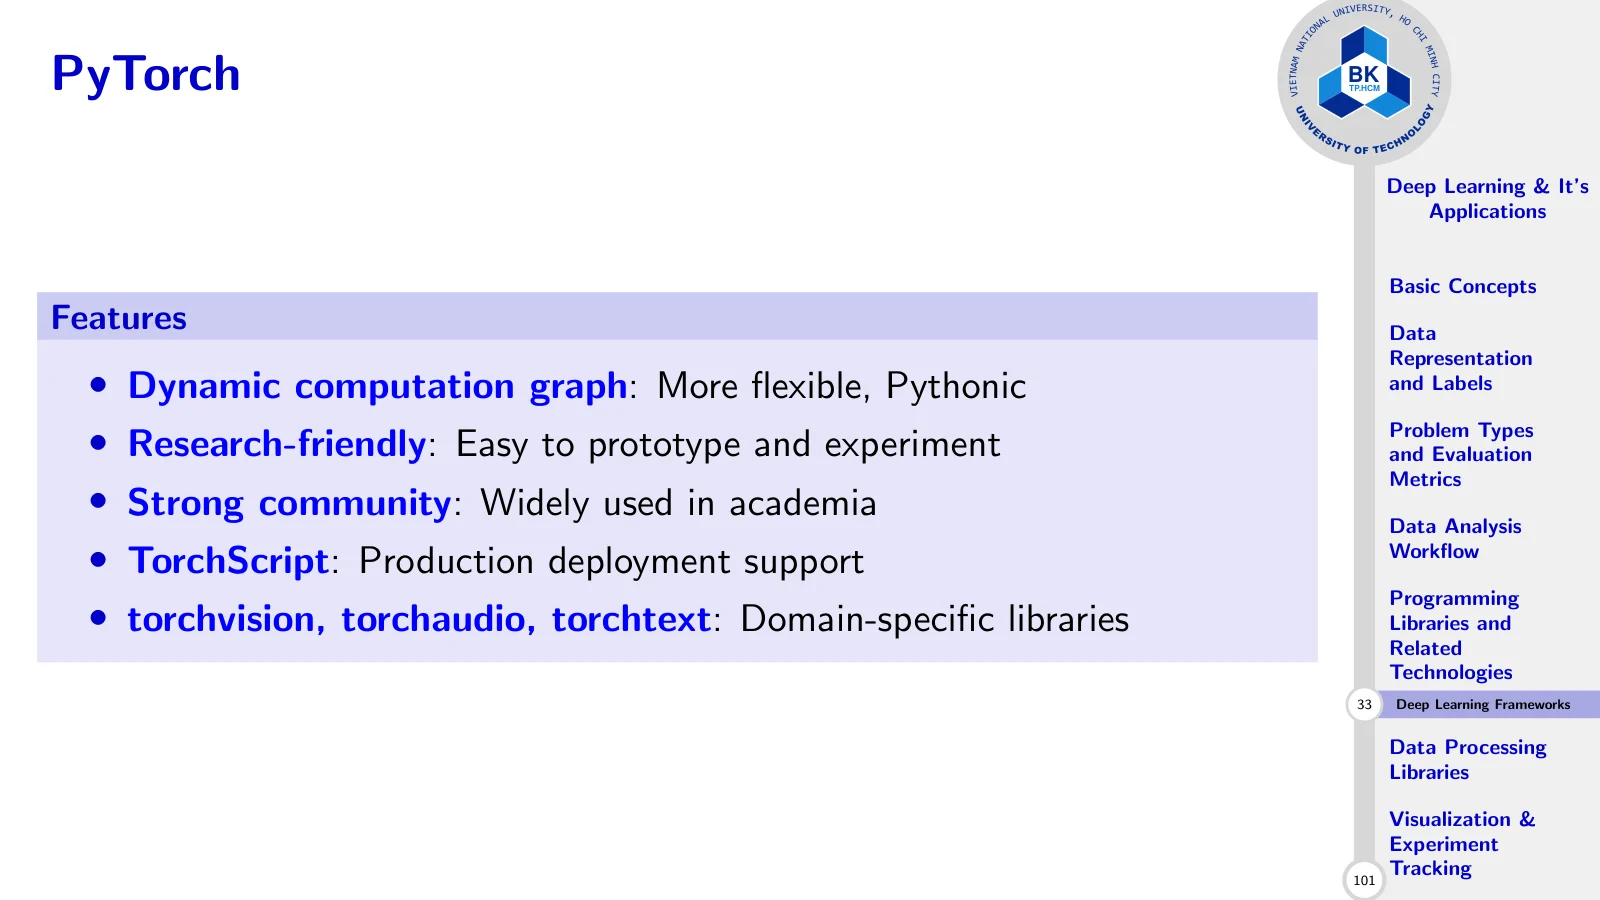 PyTorch
Features
• Dynamic computation graph: More flexible, Pythonic
• Research-friendly: Easy to prototype and experiment
• Strong community: Widely used in academia
• TorchScript: Production deployment support
• torchvision, torchaudio, torchtext: Domain-specific libraries
VIETNAM NATIONAL UNIVERSITY, HO CHI MINH CITY
BK
TP.HCM
UNIVERSITY OF TECHNOLOGY
Deep Learning & It's
Applications
Basic Concepts
Data
Representation
and Labels
Problem Types
and Evaluation
Metrics
Data Analysis
Workflow
Programming
Libraries and
Related
Technologies
33 Deep Learning Frameworks
Data Processing
Libraries
Visualization &
Experiment
Tracking
101